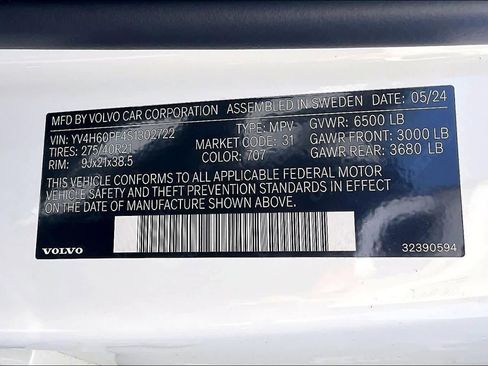 MFD BY VOLVO CAR CORPORATION ASSEMBLED IN SWEDEN DATE: 05/24
VIN: YV4H60PF4S1302722 TYPE: MPV GVWR: 6500 LB
TIRES: 275/40R21 MARKET CODE: 31 GAWR FRONT: 3000 LB
RIM: 9Jx21x38.5 COLOR: 707 GAWR REAR: 3680 LB
THIS VEHICLE CONFORMS TO ALL APPLICABLE FEDERAL MOTOR
VEHICLE SAFETY AND THEFT PREVENTION STANDARDS IN EFFECT
ON THE DATE OF MANUFACTURE SHOWN ABOVE.
VOLVO 32390594